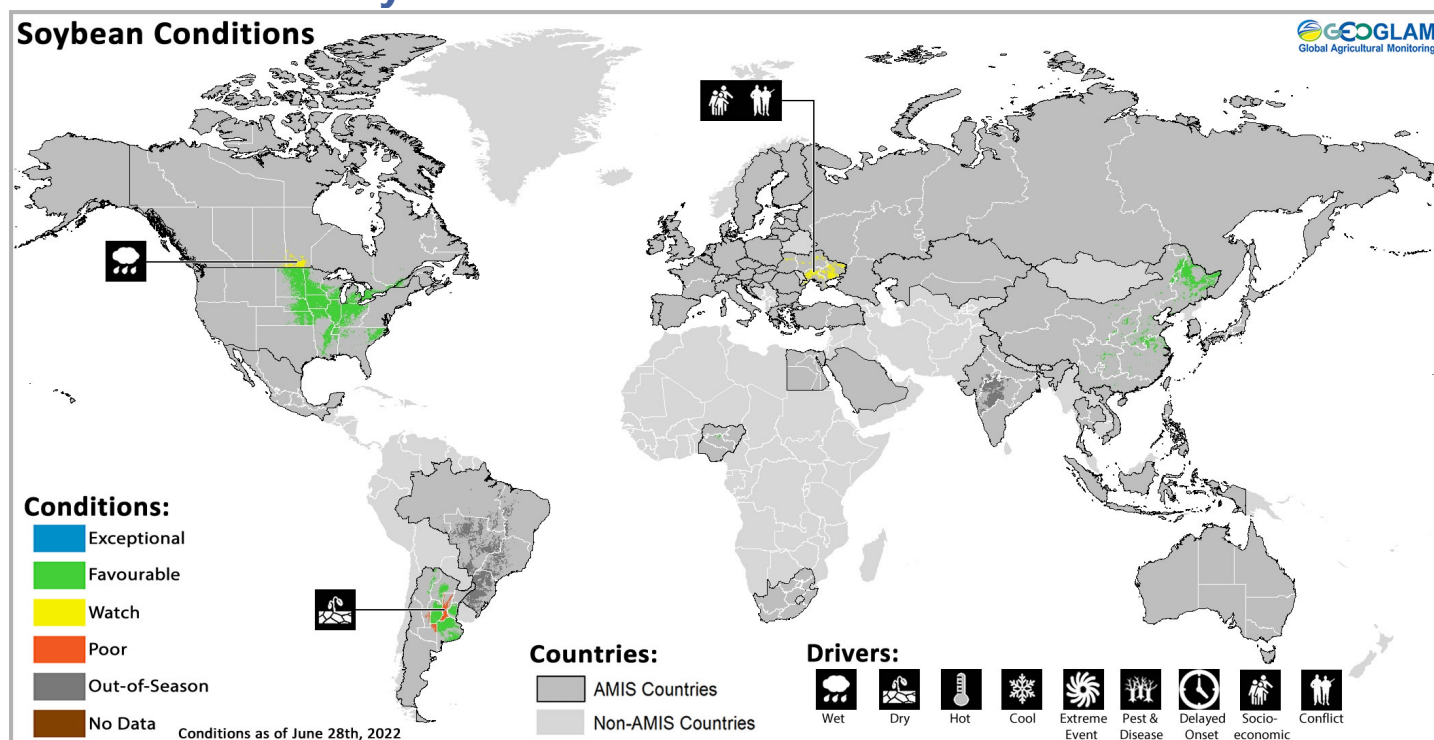 Soybean Conditions
GEOGLAM
Global Agricultural Monitoring
Conditions:
Exceptional
Favourable
Watch
Poor
Out-of-Season
No Data
Conditions as of June 28th, 2022
Countries:
AMIS Countries
Non-AMIS Countries
Drivers:
Wet
Dry
Hot
Cool
Extreme
Event
Pest &
Disease
Delayed
Onset
Socio-
economic
Conflict